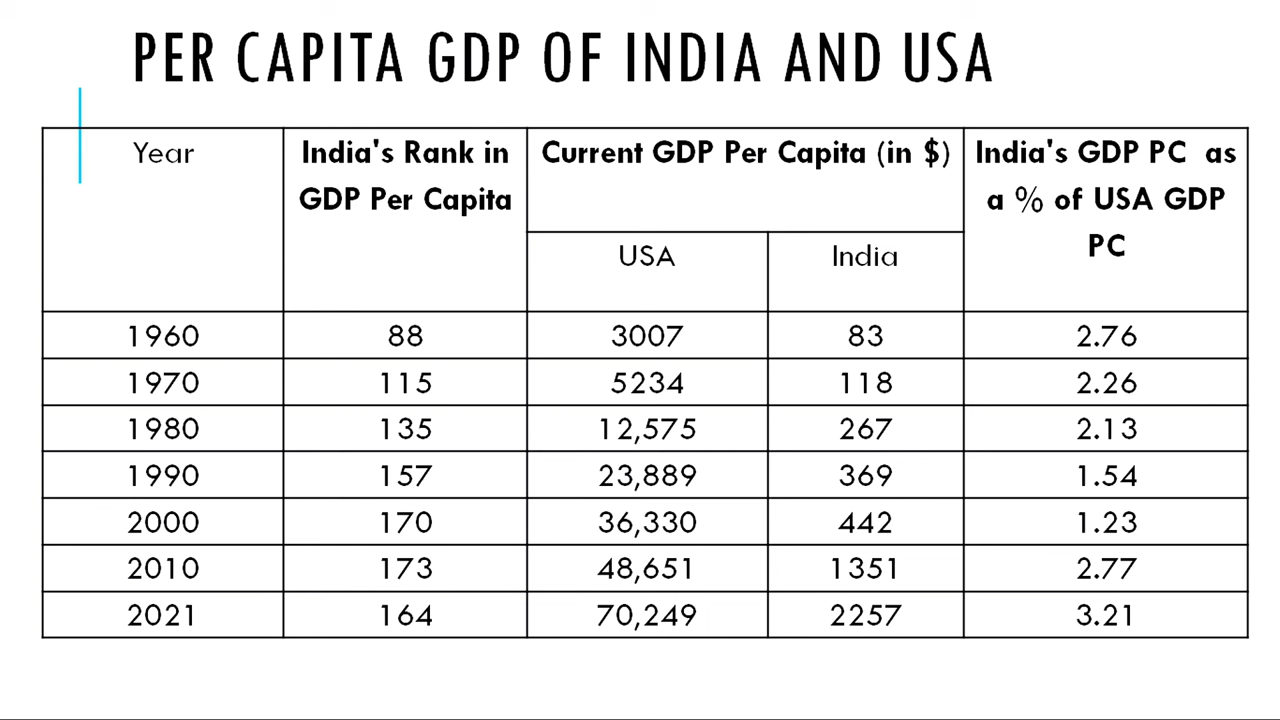 PER CAPITA GDP OF INDIA AND USA
Year India's Rank in GDP Per Capita Current GDP Per Capita (in $) India's GDP PC as a % of USA GDP PC
USA India
1960 88 3007 83 2.76
1970 115 5234 118 2.26
1980 135 12,575 267 2.13
1990 157 23,889 369 1.54
2000 170 36,330 442 1.23
2010 173 48,651 1351 2.77
2021 164 70,249 2257 3.21